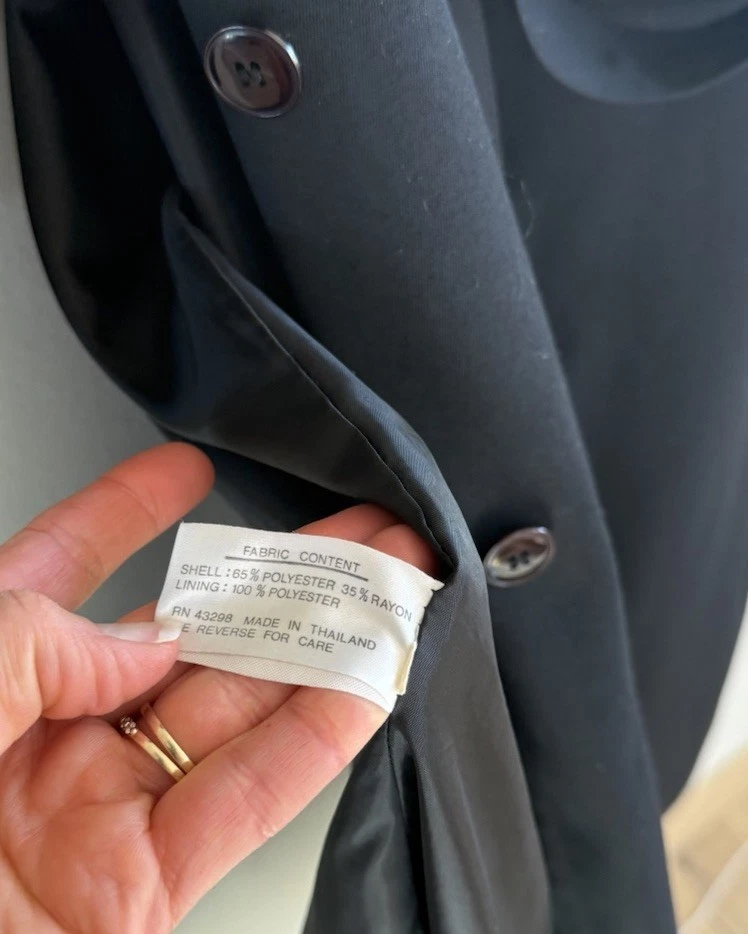 FABRIC CONTENT
SHELL : 65% POLYESTER 35% RAYON
LINING : 100% POLYESTER
RN 43298 MADE IN THAILAND
E REVERSE FOR CARE